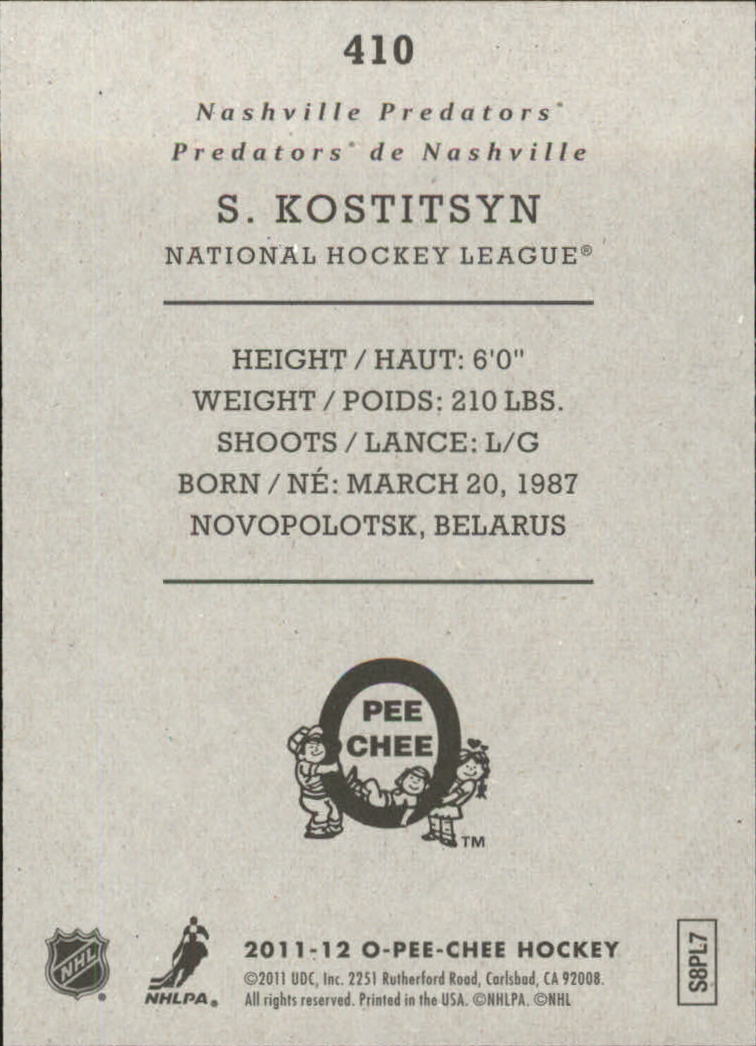 410
Nashville Predators®
Predators® de Nashville
S. KOSTITSYN
NATIONAL HOCKEY LEAGUE®
HEIGHT / HAUT: 6'0"
WEIGHT / POIDS: 210 LBS.
SHOOTS / LANCE: L/G
BORN / NÉ: MARCH 20, 1987
NOVOPOLOTSK, BELARUS
O
PEE
CHEE
TM
NHL
®
NHLPA®
2011-12 O-PEE-CHEE HOCKEY
©2011 UDC, Inc. 2251 Rutherford Road, Carlsbad, CA 92008.
All rights reserved. Printed in the USA. ©NHLPA. ©NHL
S8PL7